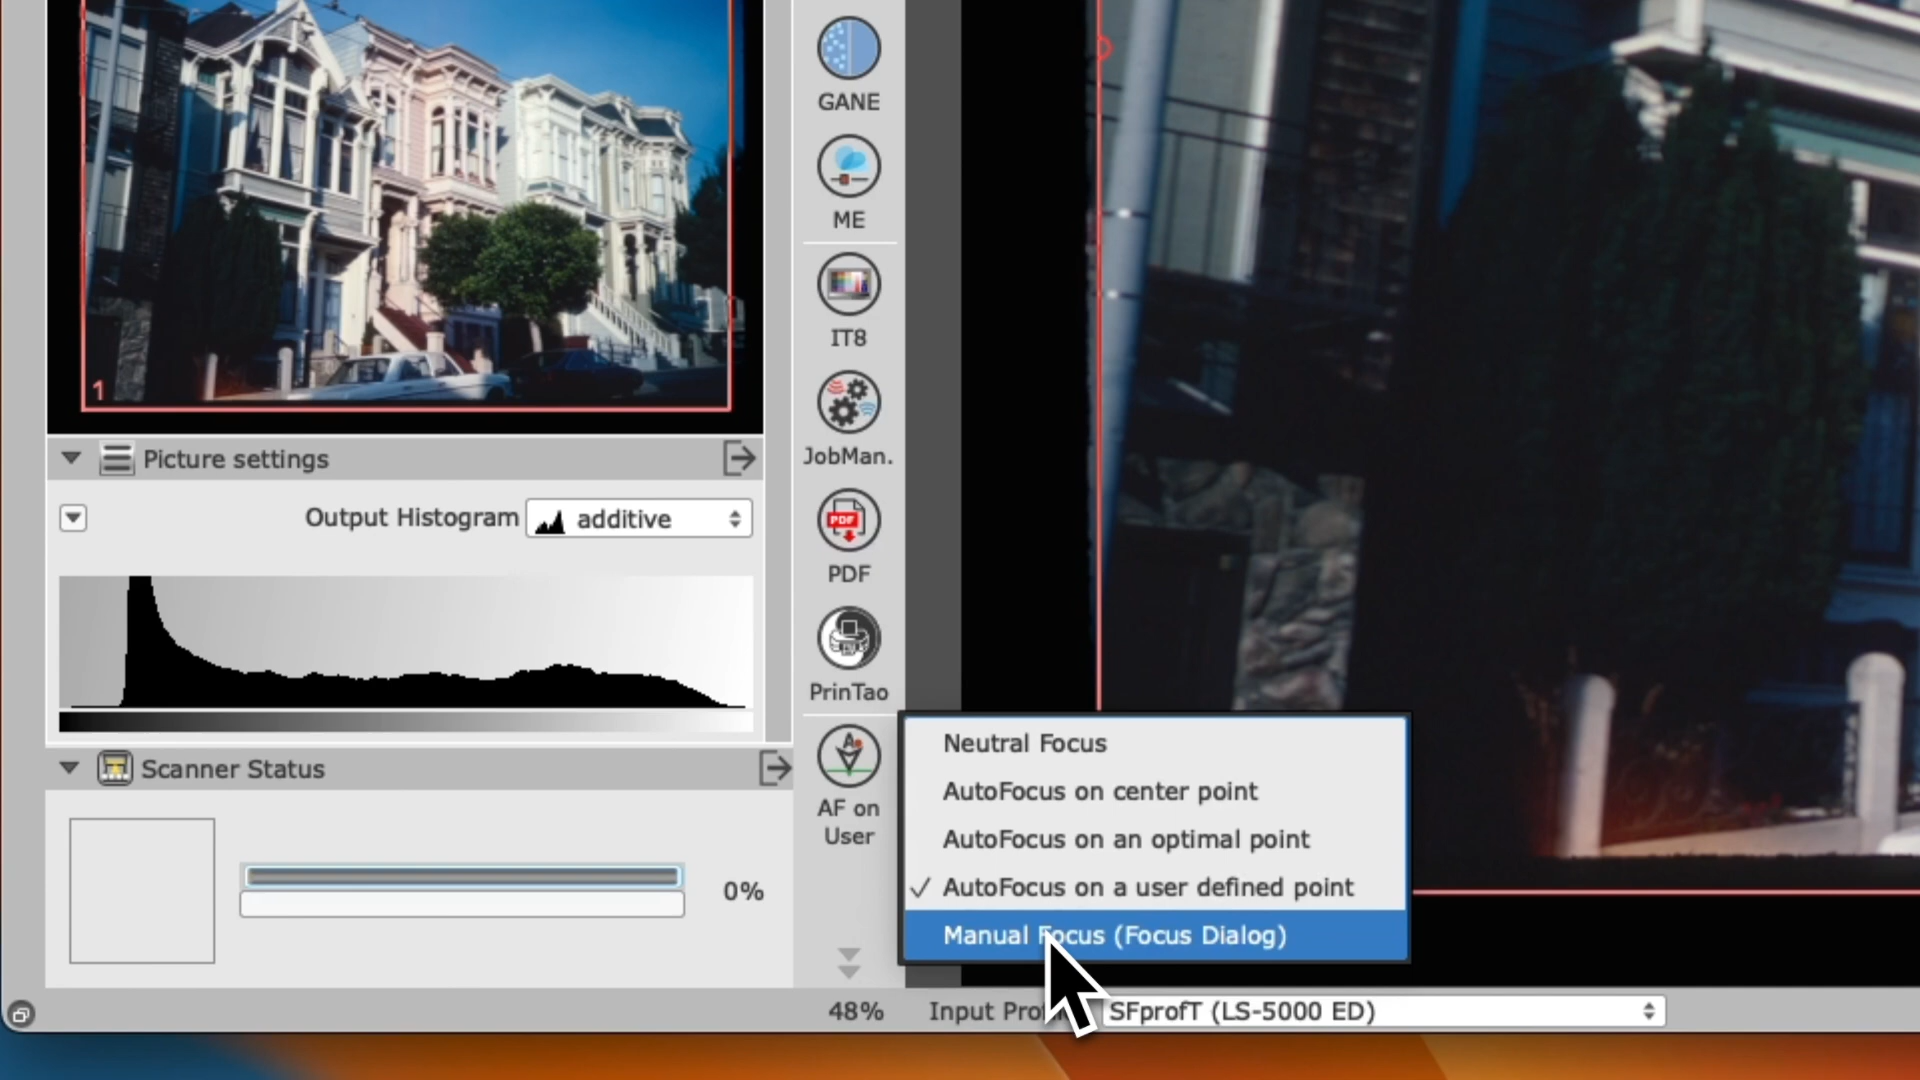 1
Picture settings
Output Histogram
additive
Scanner Status
0%
GANE
ME
IT8
JobMan.
PDF
PDF
PrinTao
A
AF on
User
Neutral Focus
AutoFocus on center point
AutoFocus on an optimal point
AutoFocus on a user defined point
Manual Focus (Focus Dialog)
48%
Input
SFprofT (LS-5000 ED)